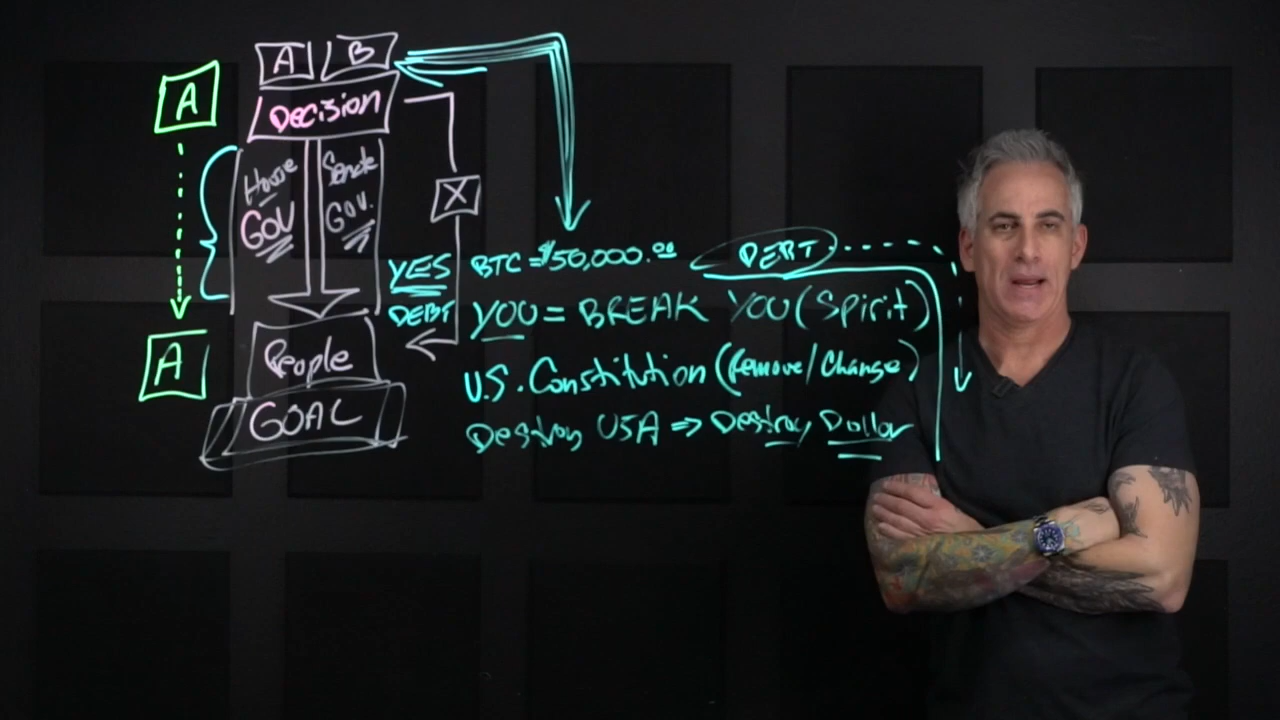 A B
A
Decision
House Senate
GOV GOV.
X
YES BTC = $50,000.00 DEBT
DEBT YOU = BREAK YOU (Spirit)
A
People
U.S. Constitution (Remove/Change)
GOAL
Destroy USA => Destroy Dollar